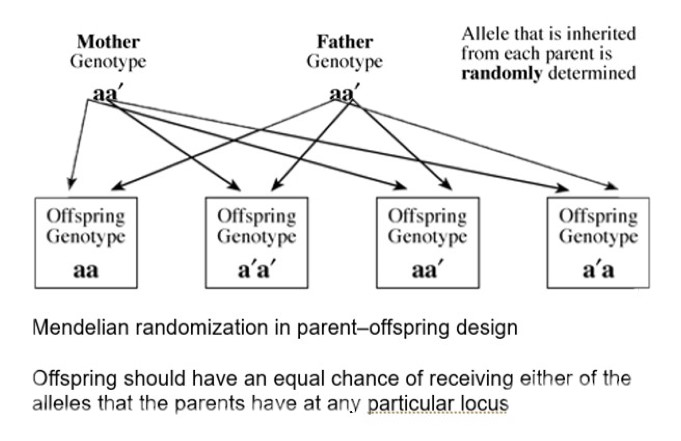 Mother
Genotype
aa′
Father
Genotype
aa′
Allele that is inherited
from each parent is
randomly determined
Offspring
Genotype
aa
Offspring
Genotype
a′a′
Offspring
Genotype
aa′
Offspring
Genotype
a′a
Mendelian randomization in parent–offspring design
Offspring should have an equal chance of receiving either of the
alleles that the parents have at any particular locus